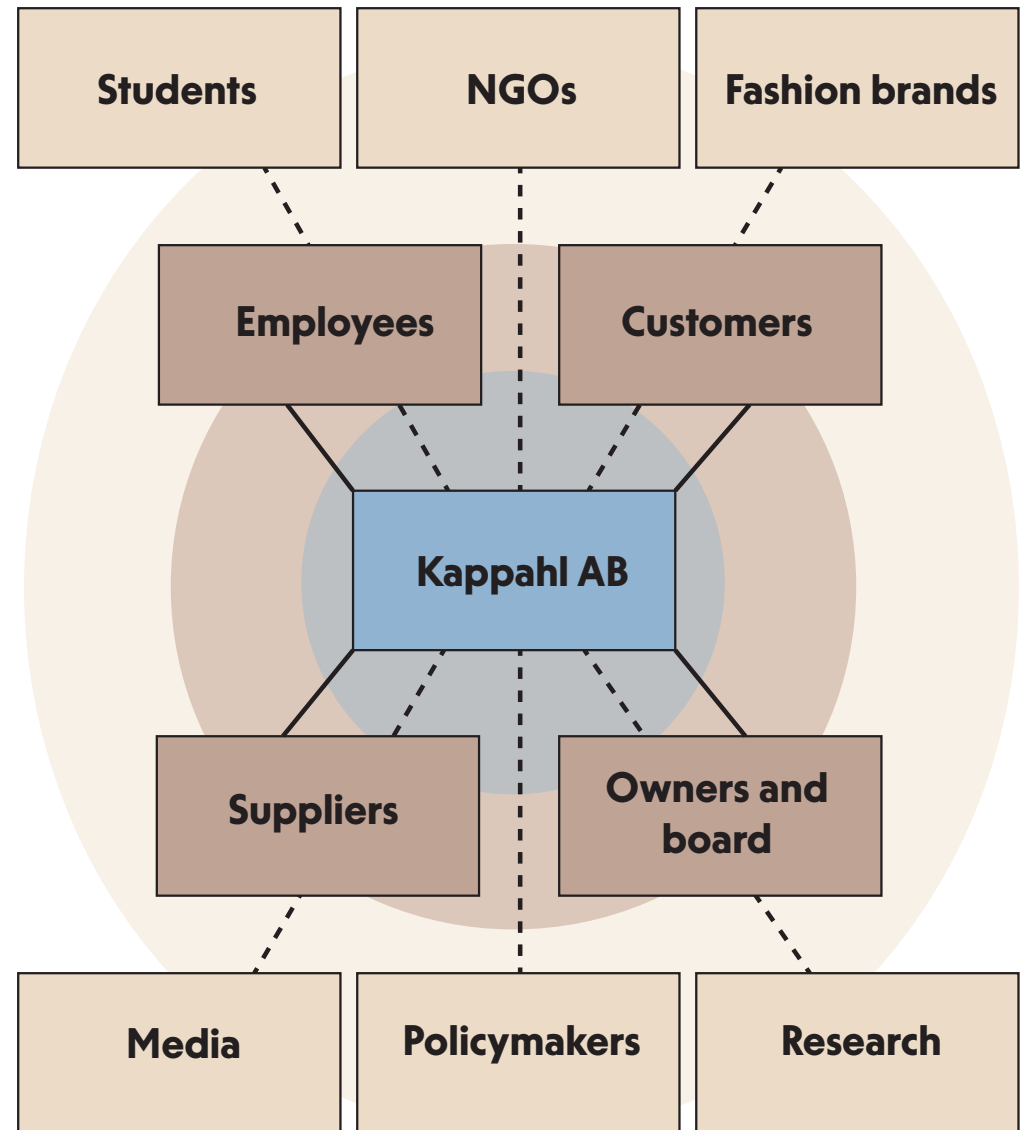 Students
NGOs
Fashion brands
Employees
Customers
Kappahl AB
Suppliers
Owners and
board
Media
Policymakers
Research